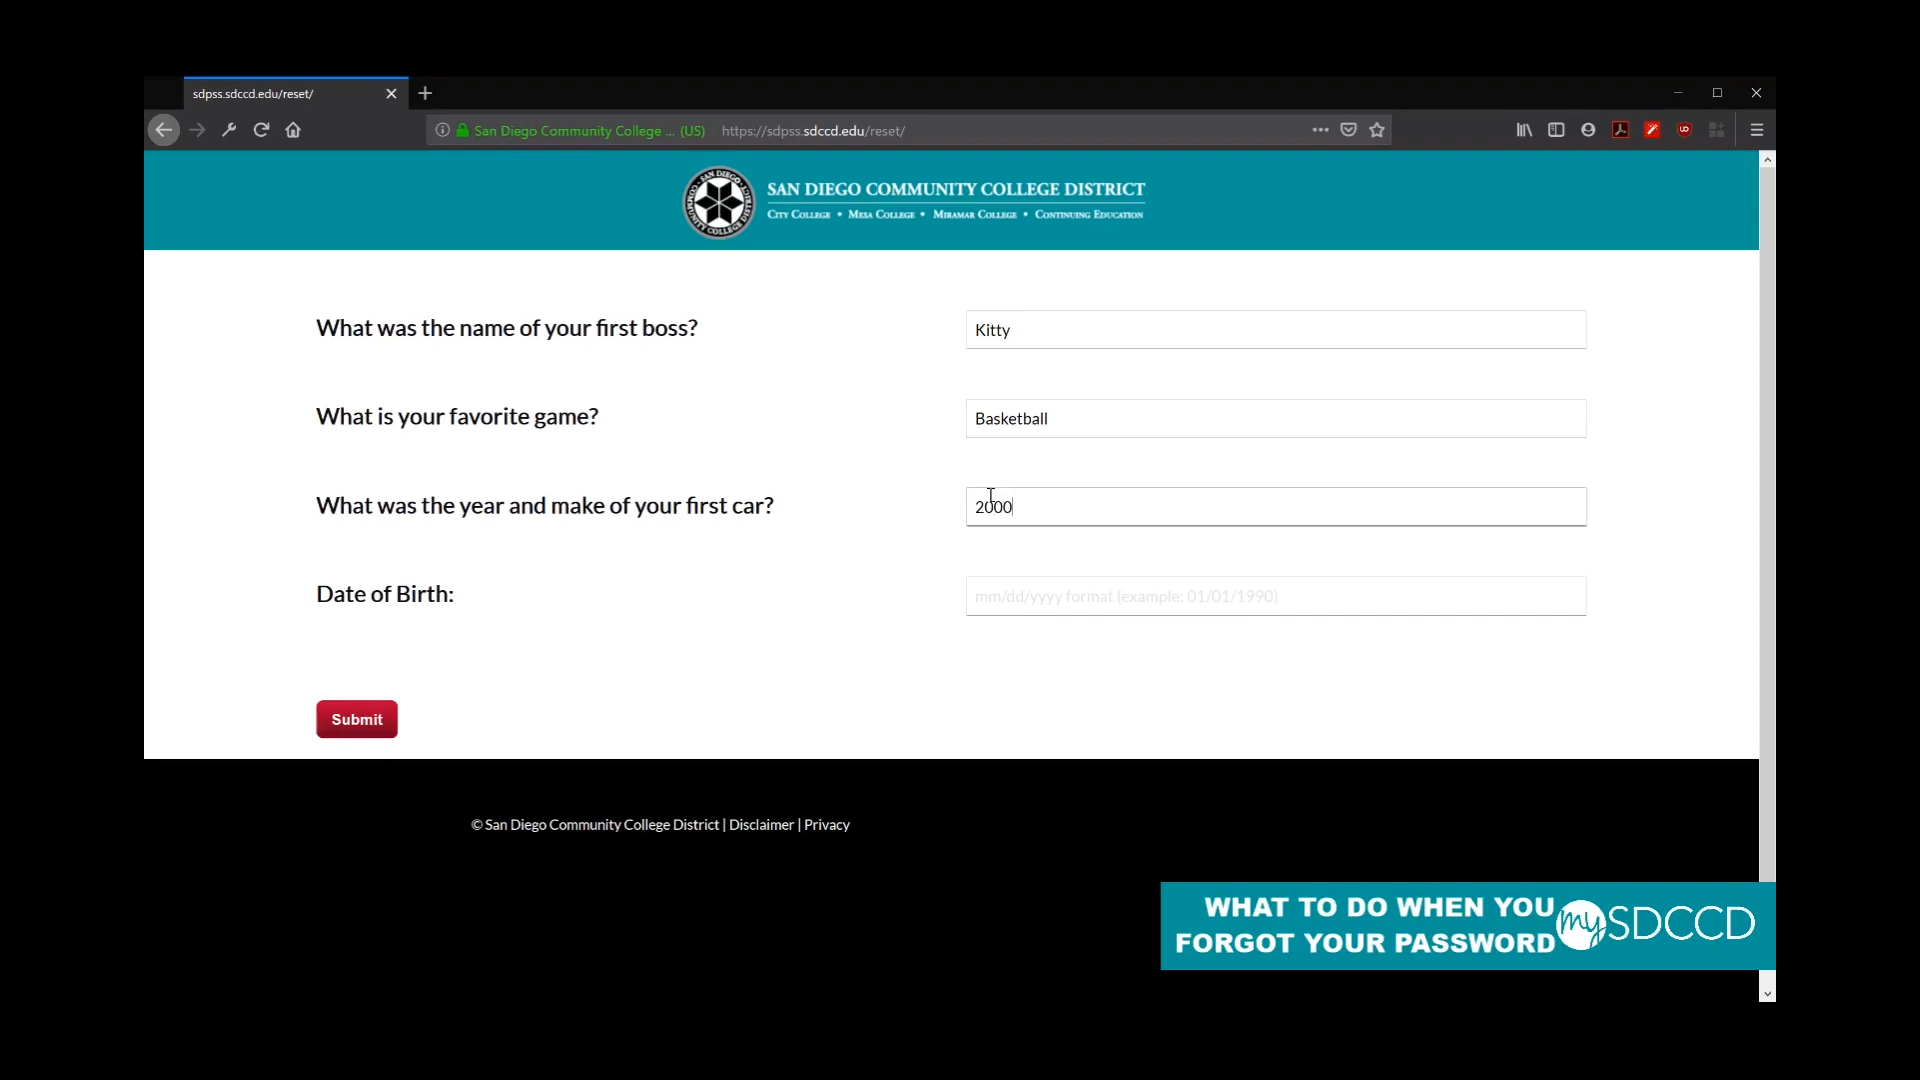 sdpss.sdccd.edu/reset/
San Diego Community College ... (US) https://sdpss.sdccd.edu/reset/
SAN DIEGO COMMUNITY COLLEGE DISTRICT
CITY COLLEGE • MESA COLLEGE • MIRAMAR COLLEGE • CONTINUING EDUCATION
What was the name of your first boss? Kitty
What is your favorite game? Basketball
What was the year and make of your first car? 2000
Date of Birth: mm/dd/yyyy format (example: 01/01/1990)
Submit
© San Diego Community College District | Disclaimer | Privacy
WHAT TO DO WHEN YOU
FORGOT YOUR PASSWORD
mySDCCD